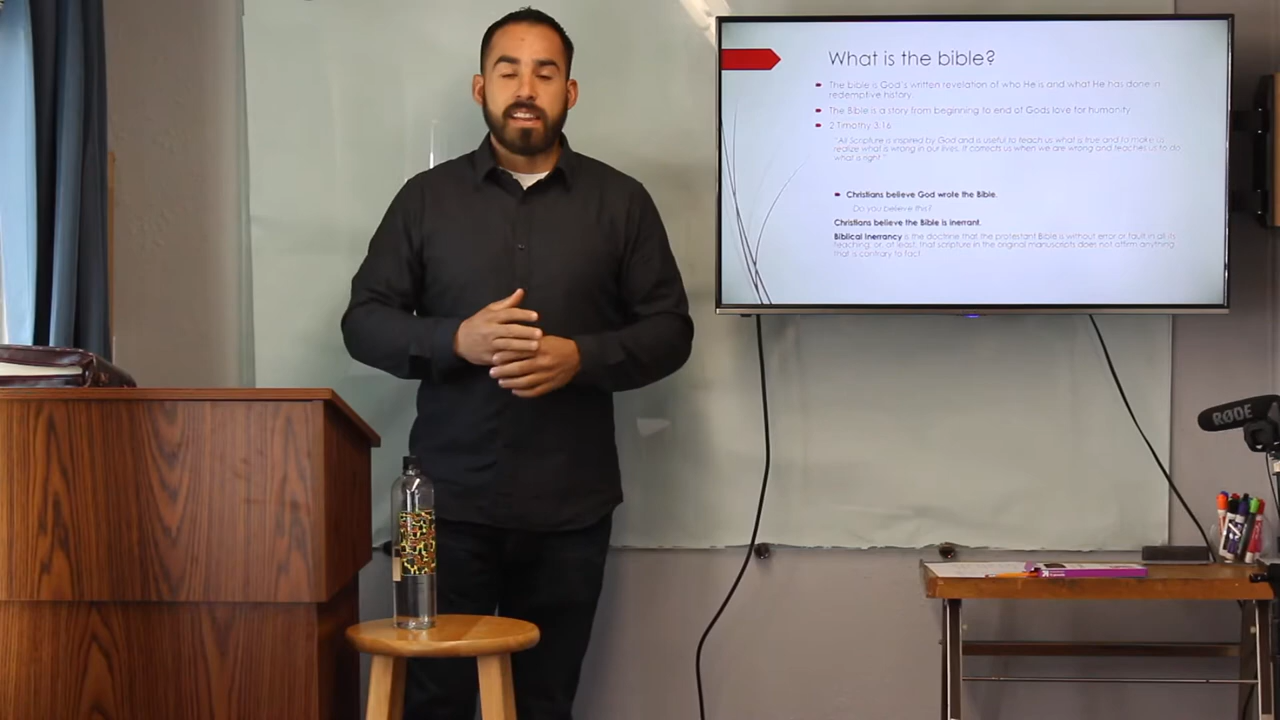 What is the bible?
The bible is God's written revelation of who He is and what He has done in
redemptive history.
The Bible is a story from beginning to end of Gods love for humanity.
2 Timothy 3:16
"All Scripture is inspired by God and is useful to teach us what is true and to make us
realize what is wrong in our lives. It corrects us when we are wrong and teaches us to do
what is right."
Christians believe God wrote the Bible.
Do you believe this?
Christians believe the Bible is inerrant.
Biblical Inerrancy is the doctrine that the protestant Bible is without error or fault in all its
teaching; or, at least, that scripture in the original manuscripts does not affirm anything
that is contrary to fact
RØDE